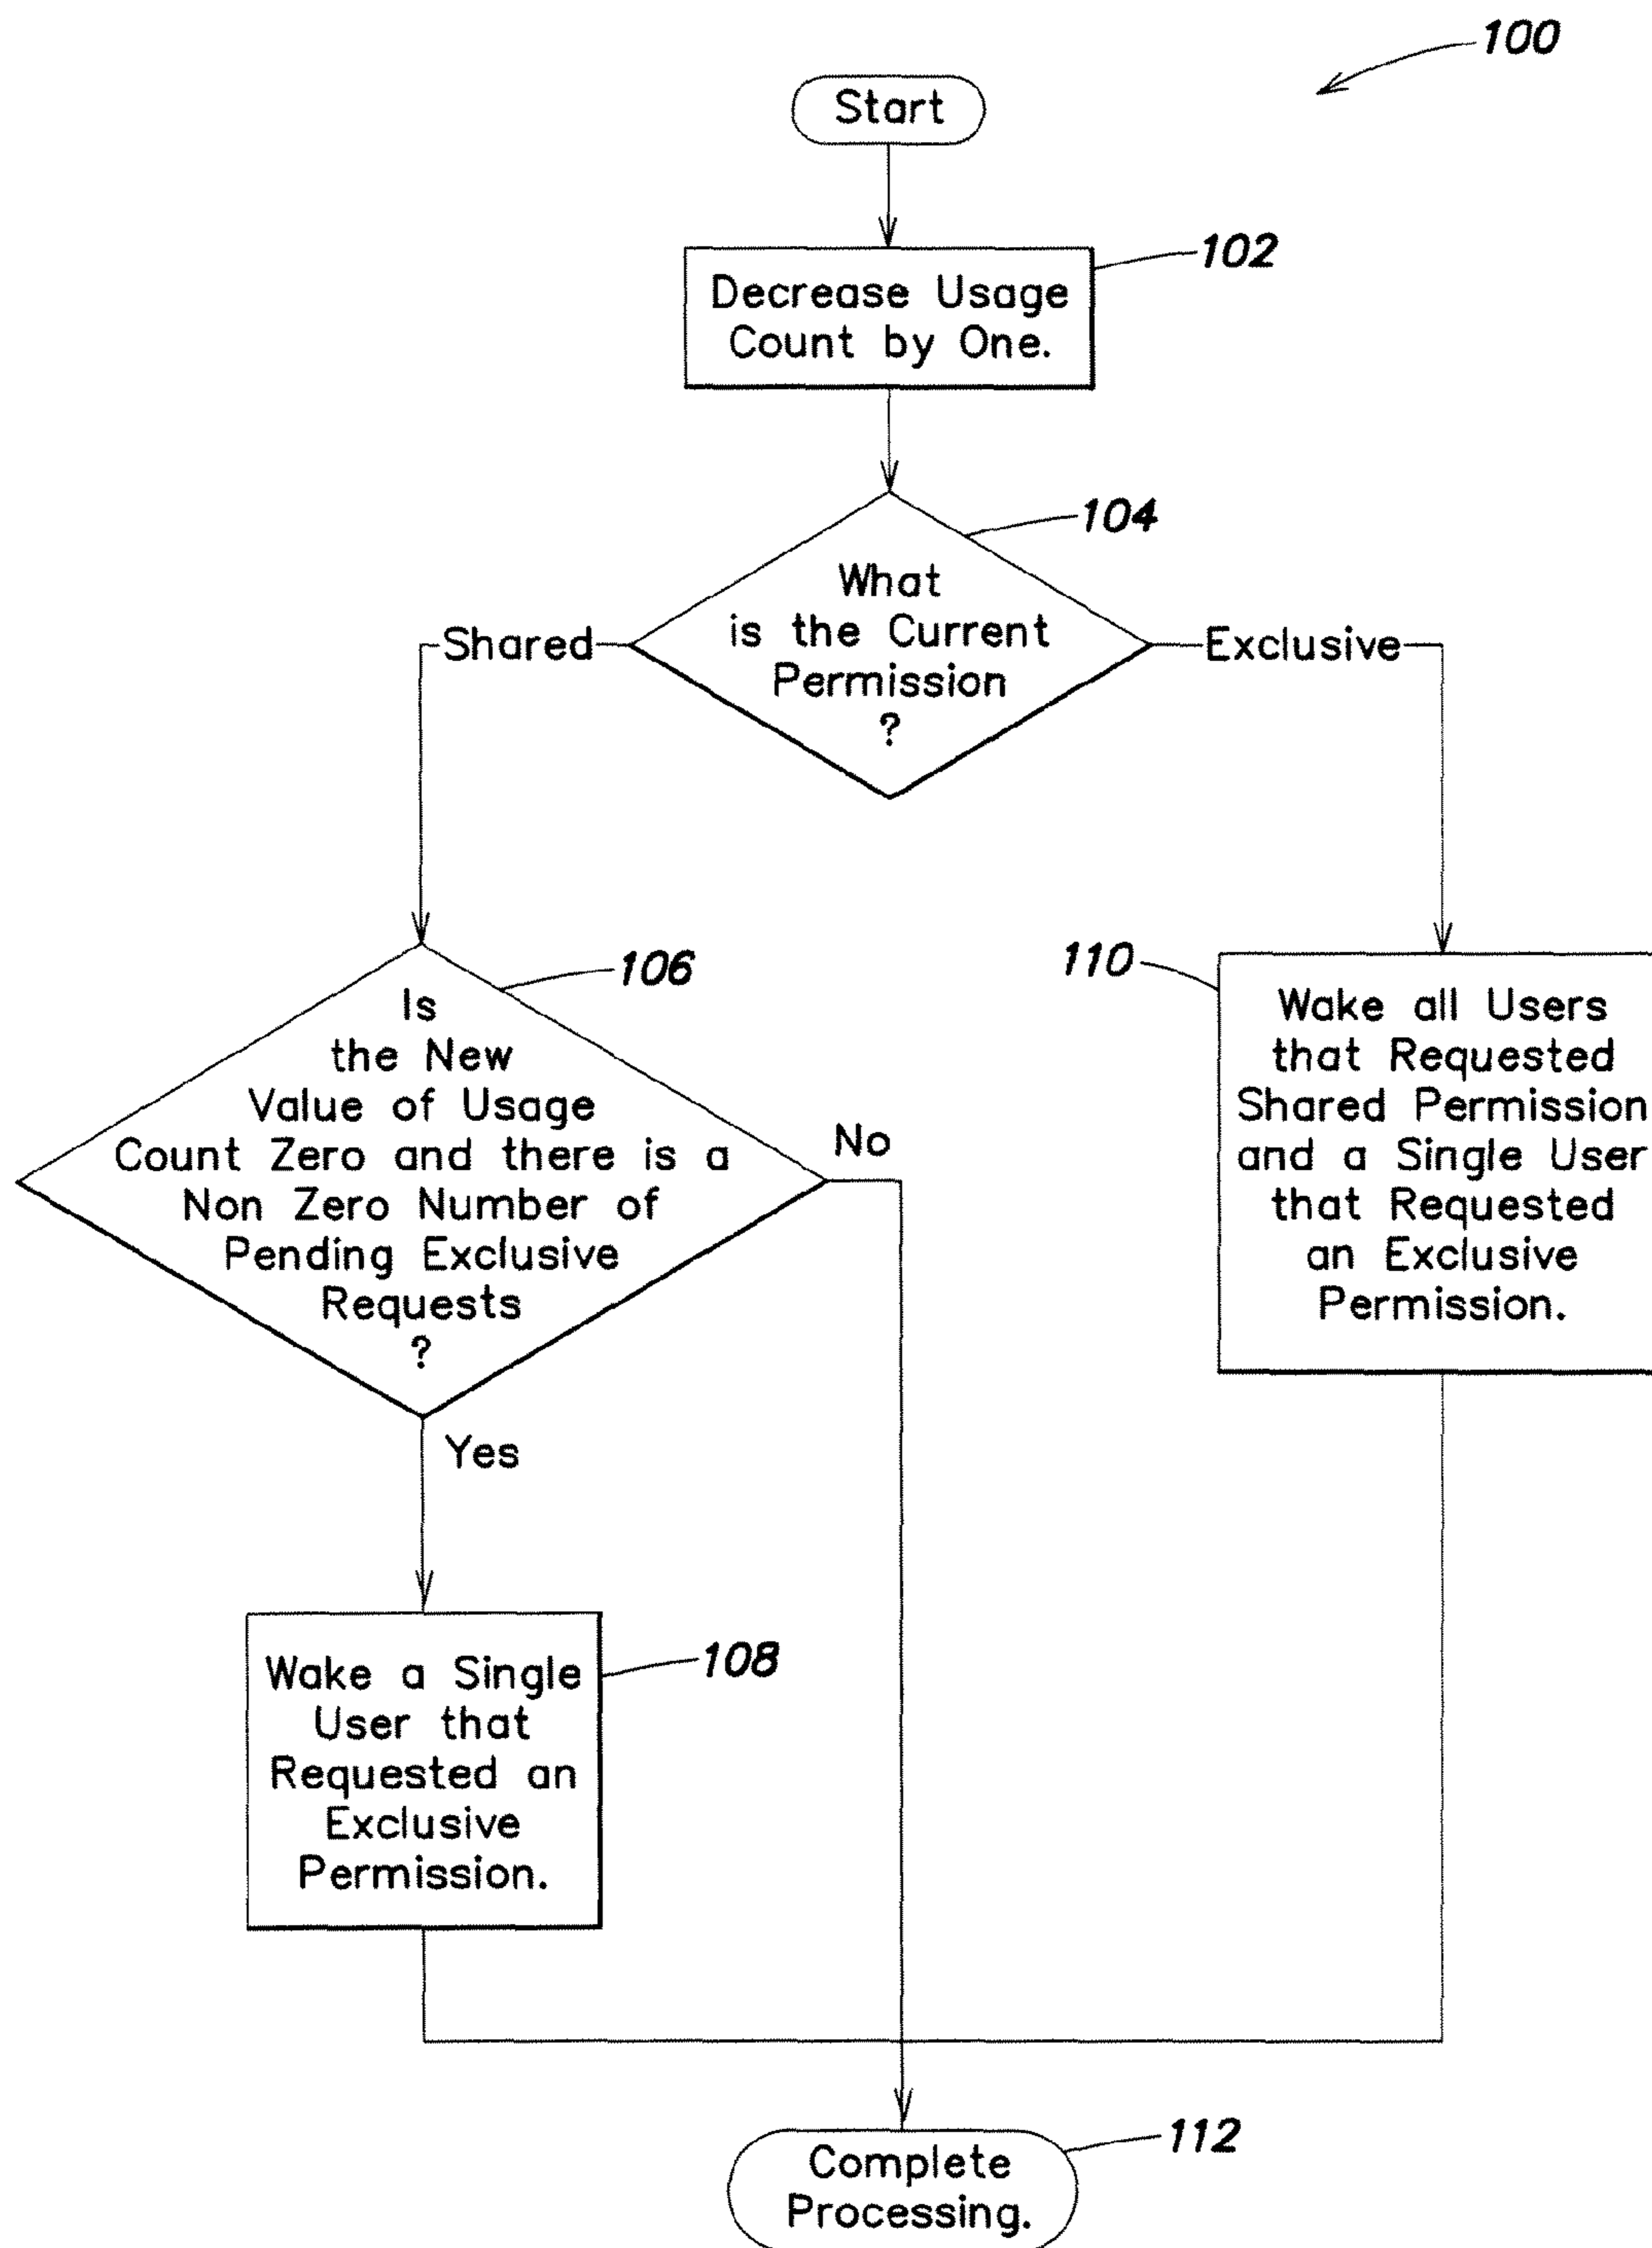 100
Start
102
Decrease Usage
Count by One.
104
What
is the Current
Permission
?
Shared
Exclusive
106
Is
the New
Value of Usage
Count Zero and there is a
Non Zero Number of
Pending Exclusive
Requests
?
No
Yes
110
Wake all Users
that Requested
Shared Permission
and a Single User
that Requested
an Exclusive
Permission.
108
Wake a Single
User that
Requested an
Exclusive
Permission.
112
Complete
Processing.